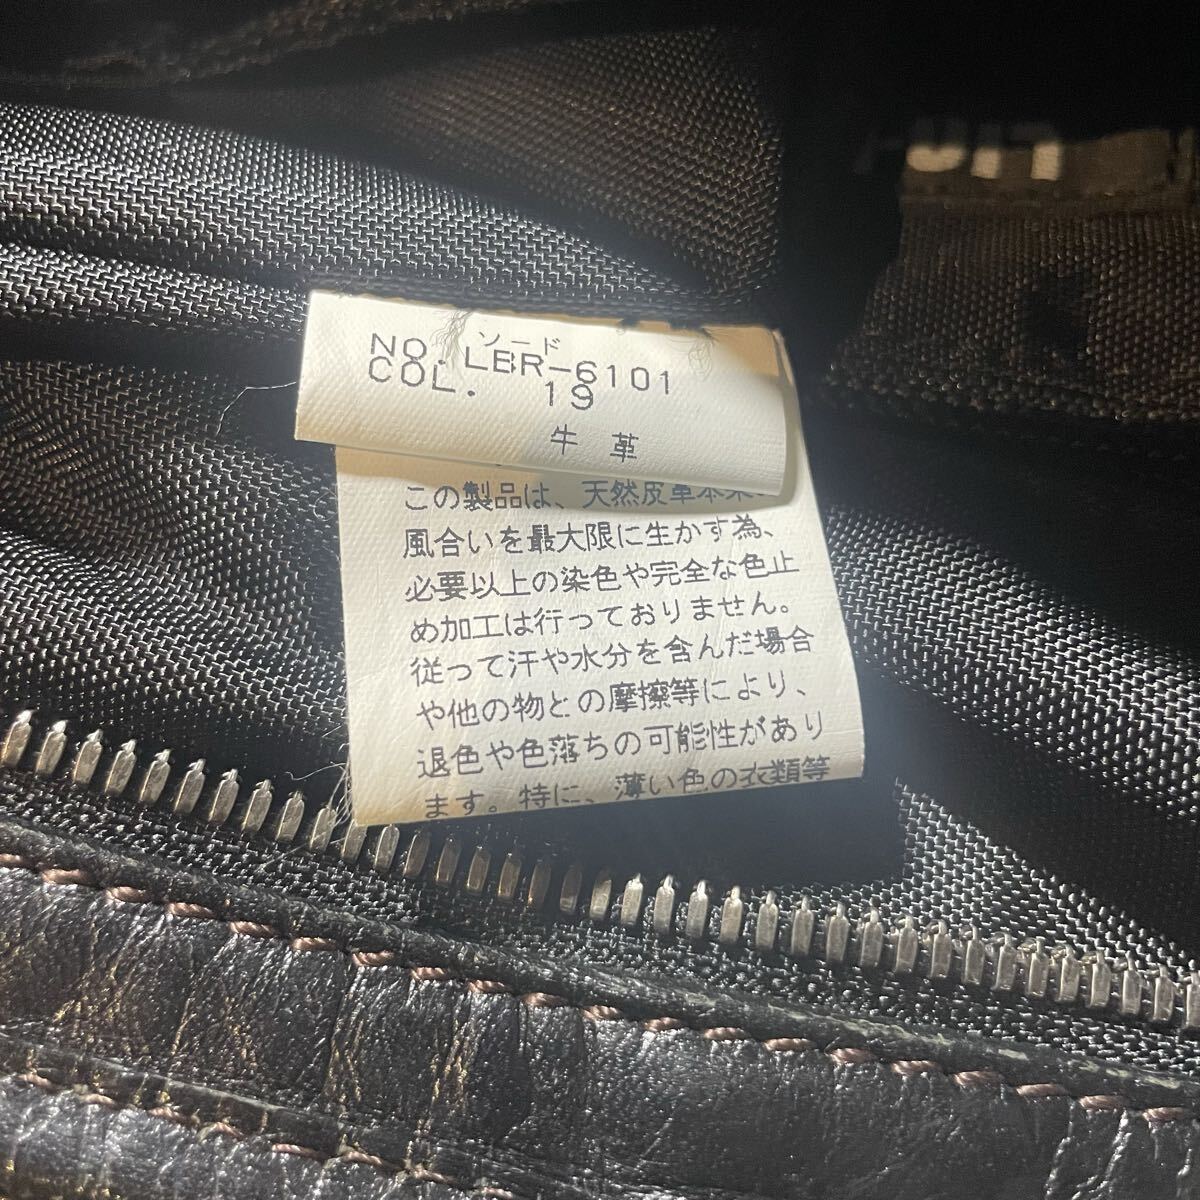 ソード
NO. LBR-6101
COL. 19
牛革
この製品は、天然皮革本来
風合いを最大限に生かす為、
必要以上の染色や完全な色止
め加工は行っておりません。
従って汗や水分を含んだ場合
や他の物との摩擦等により、
退色や色落ちの可能性があり
ます。特に、薄い色の衣類等